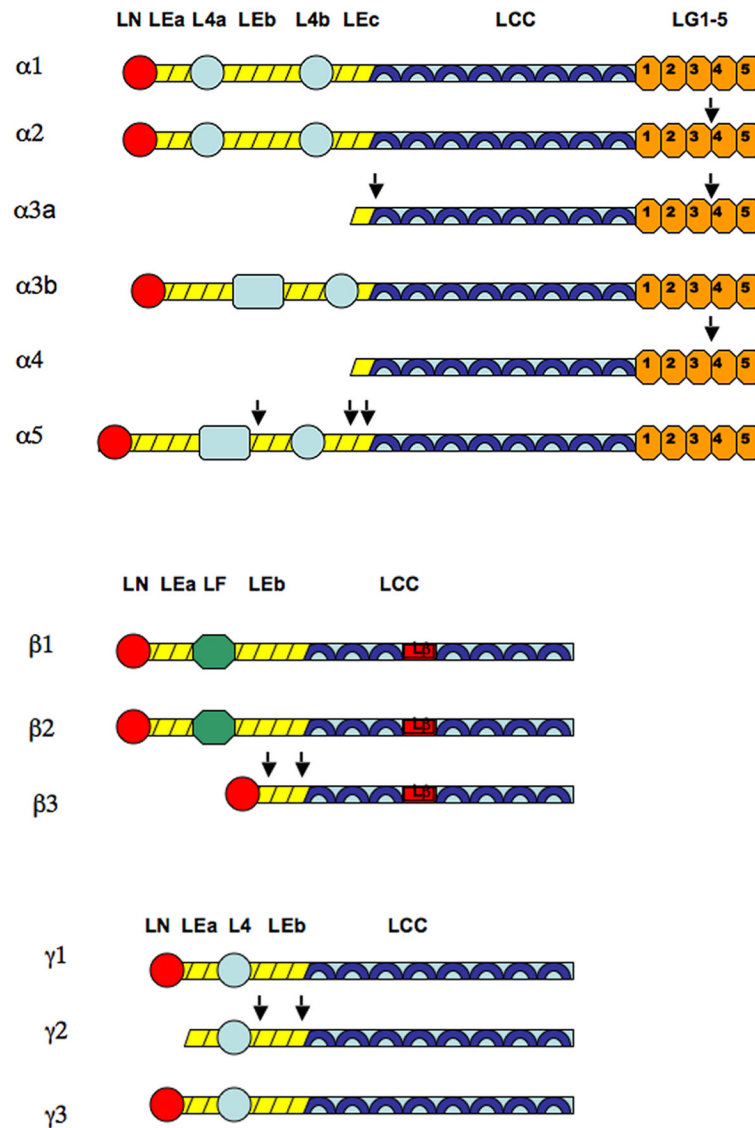 LN LEa L4a LEb L4b LEc LCC LG1-5
α1 1 2 3 4 5
α2 1 2 3 4 5
α3a 1 2 3 4 5
α3b 1 2 3 4 5
α4 1 2 3 4 5
α5 1 2 3 4 5
LN LEa LF LEb LCC
β1
β2
β3
LN LEa L4 LEb LCC
γ1
γ2
γ3